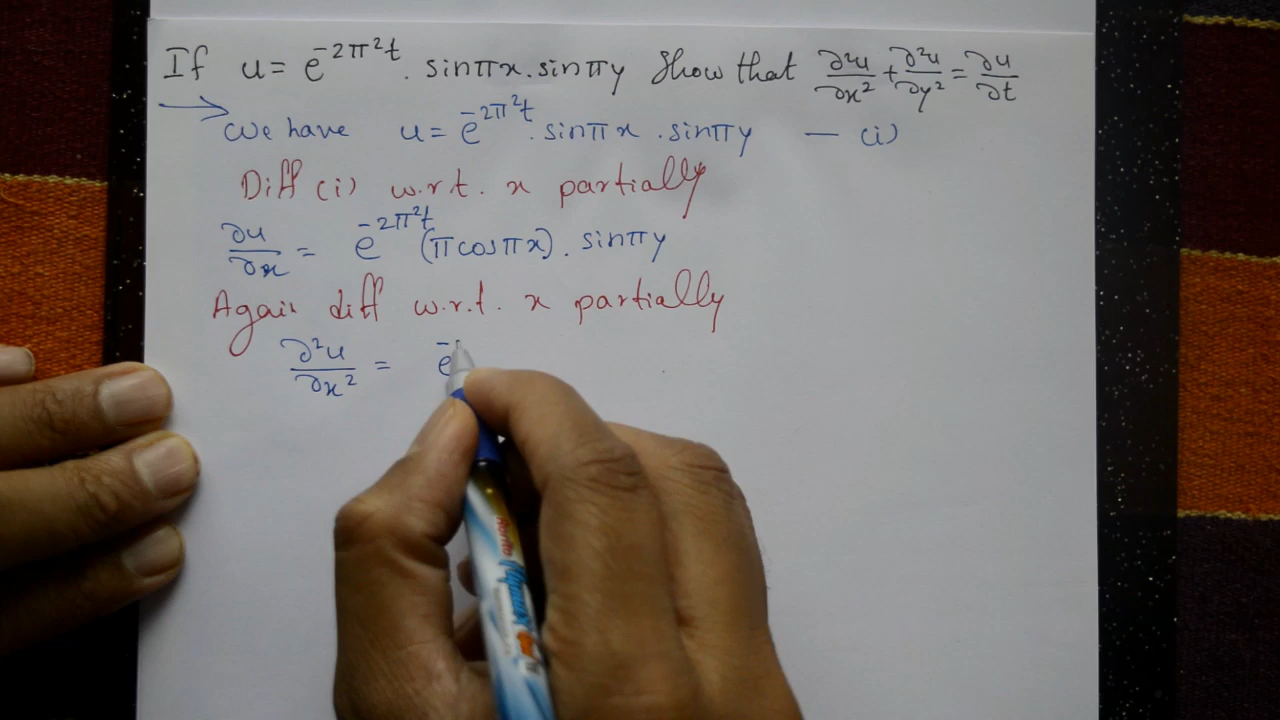 If u = e^{-2π²t} . sinπx . sinπy Show that ∂²u/∂x² + ∂²u/∂y² = ∂u/∂t
We have u = e^{-2π²t} . sinπx . sinπy — (i)
Diff (i) w.r.t. x partially
∂u/∂x = e^{-2π²t} (π cosπx) . sinπy
Again diff w.r.t. x partially
∂²u/∂x² = e^-